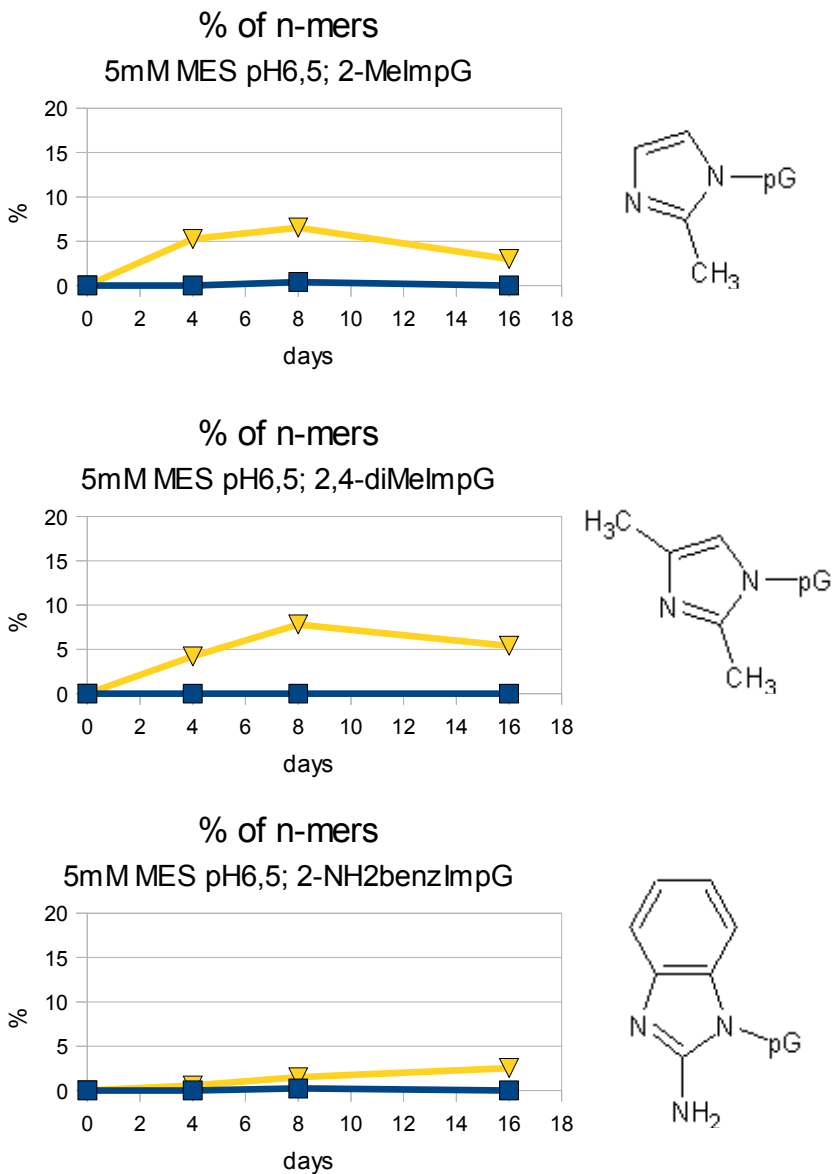 % of n-mers
5mM MES pH6,5; 2-MeImpG
20
15
10
5
0
%
0 2 4 6 8 10 12 14 16 18
days
N
N
pG
CH3
% of n-mers
5mM MES pH6,5; 2,4-diMeImpG
20
15
10
5
0
%
0 2 4 6 8 10 12 14 16 18
days
H3C
N
N
pG
CH3
% of n-mers
5mM MES pH6,5; 2-NH2benzImpG
20
15
10
5
0
%
0 2 4 6 8 10 12 14 16 18
days
N
N
pG
NH2